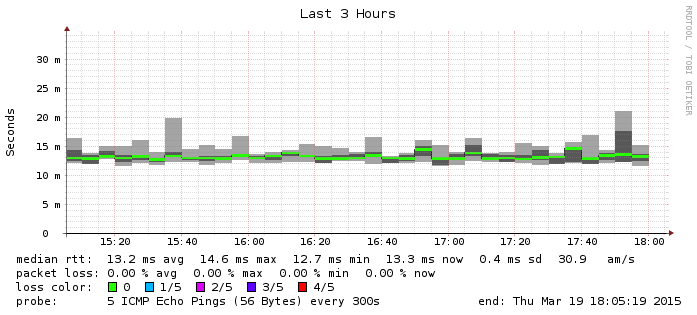 Last 3 Hours
RRDTOOL / TOBI OETIKER
Seconds
30 m
25 m
20 m
15 m
10 m
5 m
0
15:20 15:40 16:00 16:20 16:40 17:00 17:20 17:40 18:00
median rtt: 13.2 ms avg 14.6 ms max 12.7 ms min 13.3 ms now 0.4 ms sd 30.9 am/s
packet loss: 0.00 % avg 0.00 % max 0.00 % min 0.00 % now
loss color: 0 1/5 2/5 3/5 4/5
probe: 5 ICMP Echo Pings (56 Bytes) every 300s end: Thu Mar 19 18:05:19 2015